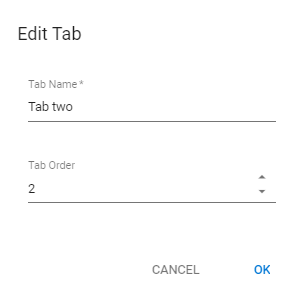 Edit Tab
Tab Name *
Tab two
Tab Order
2
CANCEL OK